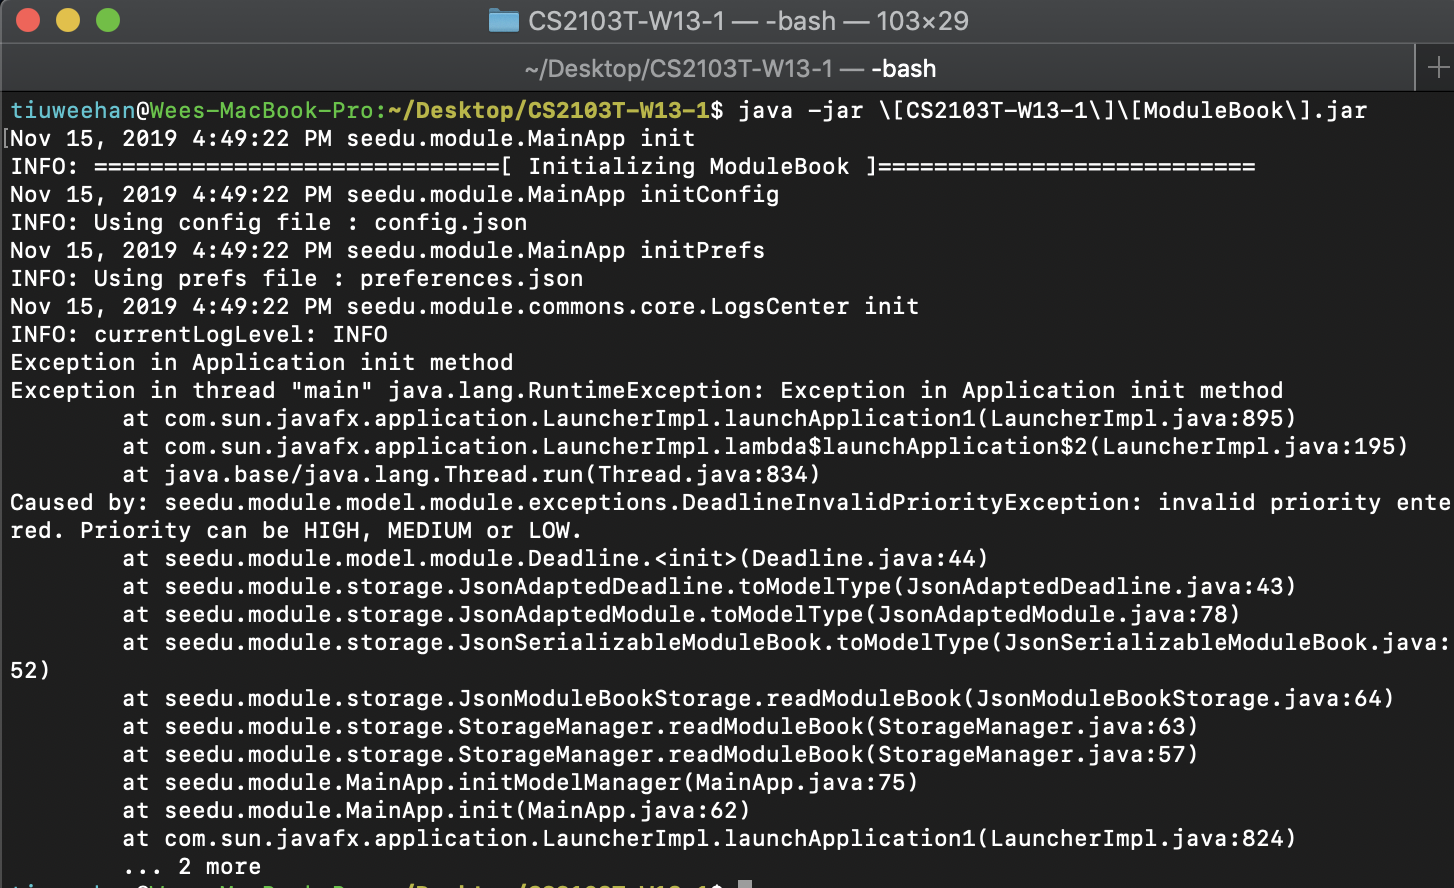 CS2103T-W13-1 — -bash — 103×29
~/Desktop/CS2103T-W13-1 — -bash
tiuweehan@Wees-MacBook-Pro:~/Desktop/CS2103T-W13-1$ java -jar \[CS2103T-W13-1\]\[ModuleBook\].jar
[Nov 15, 2019 4:49:22 PM seedu.module.MainApp init
INFO: =============================[ Initializing ModuleBook ]===========================
Nov 15, 2019 4:49:22 PM seedu.module.MainApp initConfig
INFO: Using config file : config.json
Nov 15, 2019 4:49:22 PM seedu.module.MainApp initPrefs
INFO: Using prefs file : preferences.json
Nov 15, 2019 4:49:22 PM seedu.module.commons.core.LogsCenter init
INFO: currentLogLevel: INFO
Exception in Application init method
Exception in thread "main" java.lang.RuntimeException: Exception in Application init method
at com.sun.javafx.application.LauncherImpl.launchApplication1(LauncherImpl.java:895)
at com.sun.javafx.application.LauncherImpl.lambda$launchApplication$2(LauncherImpl.java:195)
at java.base/java.lang.Thread.run(Thread.java:834)
Caused by: seedu.module.model.module.exceptions.DeadlineInvalidPriorityException: invalid priority ente
red. Priority can be HIGH, MEDIUM or LOW.
at seedu.module.model.module.Deadline.<init>(Deadline.java:44)
at seedu.module.storage.JsonAdaptedDeadline.toModelType(JsonAdaptedDeadline.java:43)
at seedu.module.storage.JsonAdaptedModule.toModelType(JsonAdaptedModule.java:78)
at seedu.module.storage.JsonSerializableModuleBook.toModelType(JsonSerializableModuleBook.java:
52)
at seedu.module.storage.JsonModuleBookStorage.readModuleBook(JsonModuleBookStorage.java:64)
at seedu.module.storage.StorageManager.readModuleBook(StorageManager.java:63)
at seedu.module.storage.StorageManager.readModuleBook(StorageManager.java:57)
at seedu.module.MainApp.initModelManager(MainApp.java:75)
at seedu.module.MainApp.init(MainApp.java:62)
at com.sun.javafx.application.LauncherImpl.launchApplication1(LauncherImpl.java:824)
... 2 more